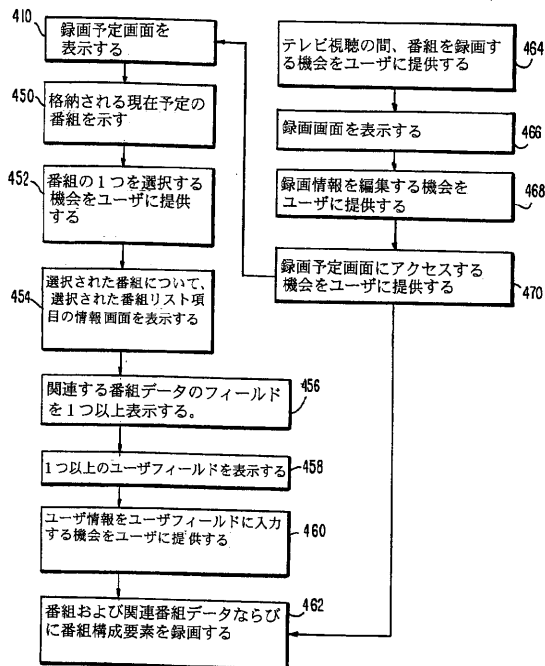 410
録画予定画面を
表示する
450
格納される現在予定の
番組を示す
452
番組の1つを選択する
機会をユーザに提供
する
454
選択された番組について、
選択された番組リスト項
目の情報画面を表示する
関連する番組データのフィールド
を1つ以上表示する。
456
1つ以上のユーザフィールドを表示する
458
ユーザ情報をユーザフィールドに入力
する機会をユーザに提供する
460
番組および関連番組データならび
に番組構成要素を録画する
462
テレビ視聴の間、番組を録画す
る機会をユーザに提供する
464
録画画面を表示する
466
録画情報を編集する機会を
ユーザに提供する
468
録画予定画面にアクセスする
機会をユーザに提供する
470